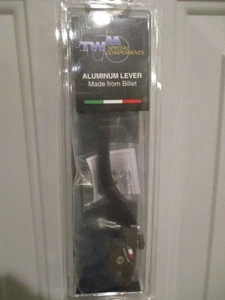 TWM
SPECIAL
COMPONENTS
ALUMINUM LEVER
Made from Billet